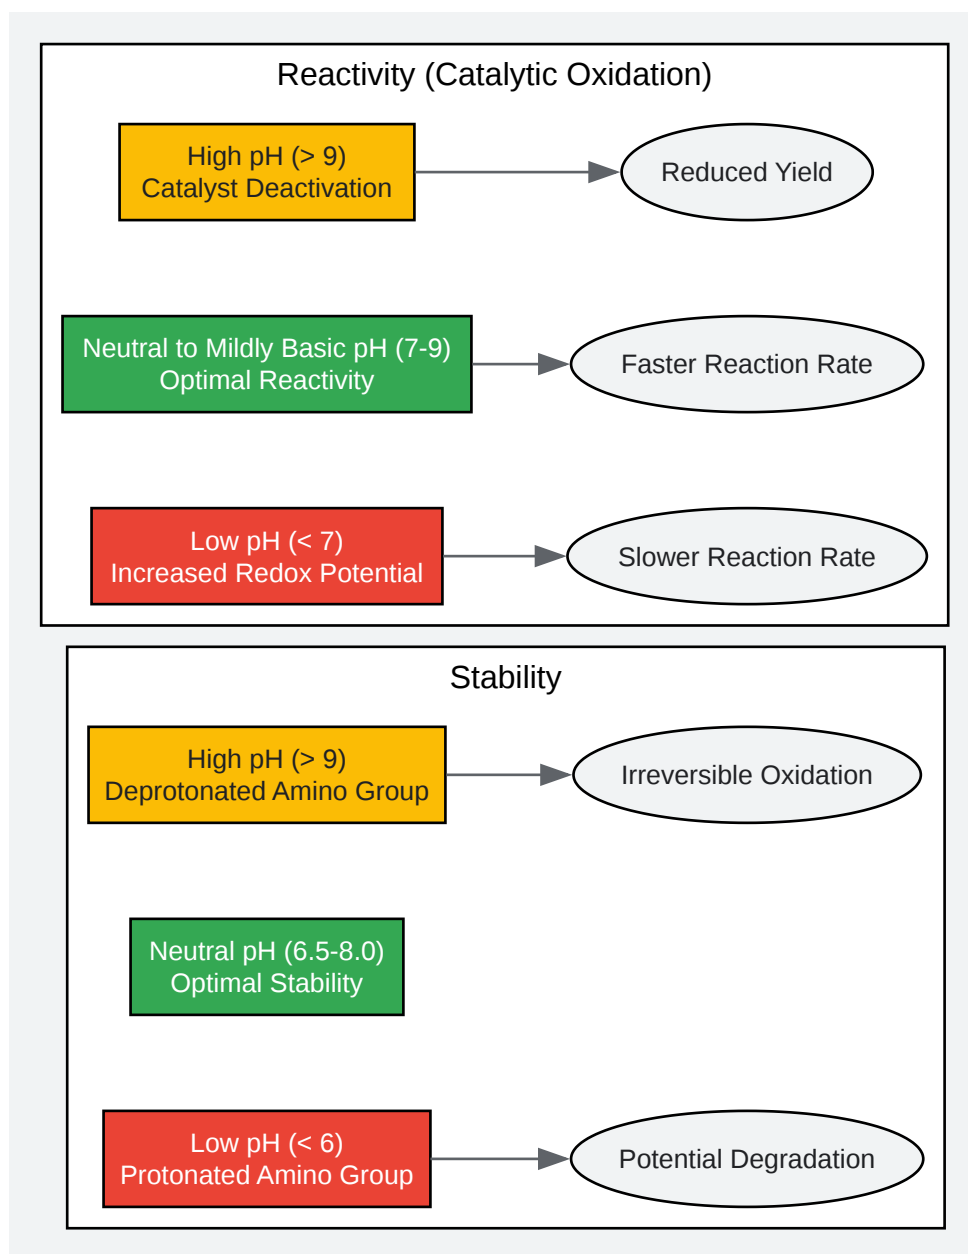 Reactivity (Catalytic Oxidation)
High pH (> 9)
Catalyst Deactivation
Reduced Yield
Neutral to Mildly Basic pH (7-9)
Optimal Reactivity
Faster Reaction Rate
Low pH (< 7)
Increased Redox Potential
Slower Reaction Rate
Stability
High pH (> 9)
Deprotonated Amino Group
Irreversible Oxidation
Neutral pH (6.5-8.0)
Optimal Stability
Low pH (< 6)
Protonated Amino Group
Potential Degradation